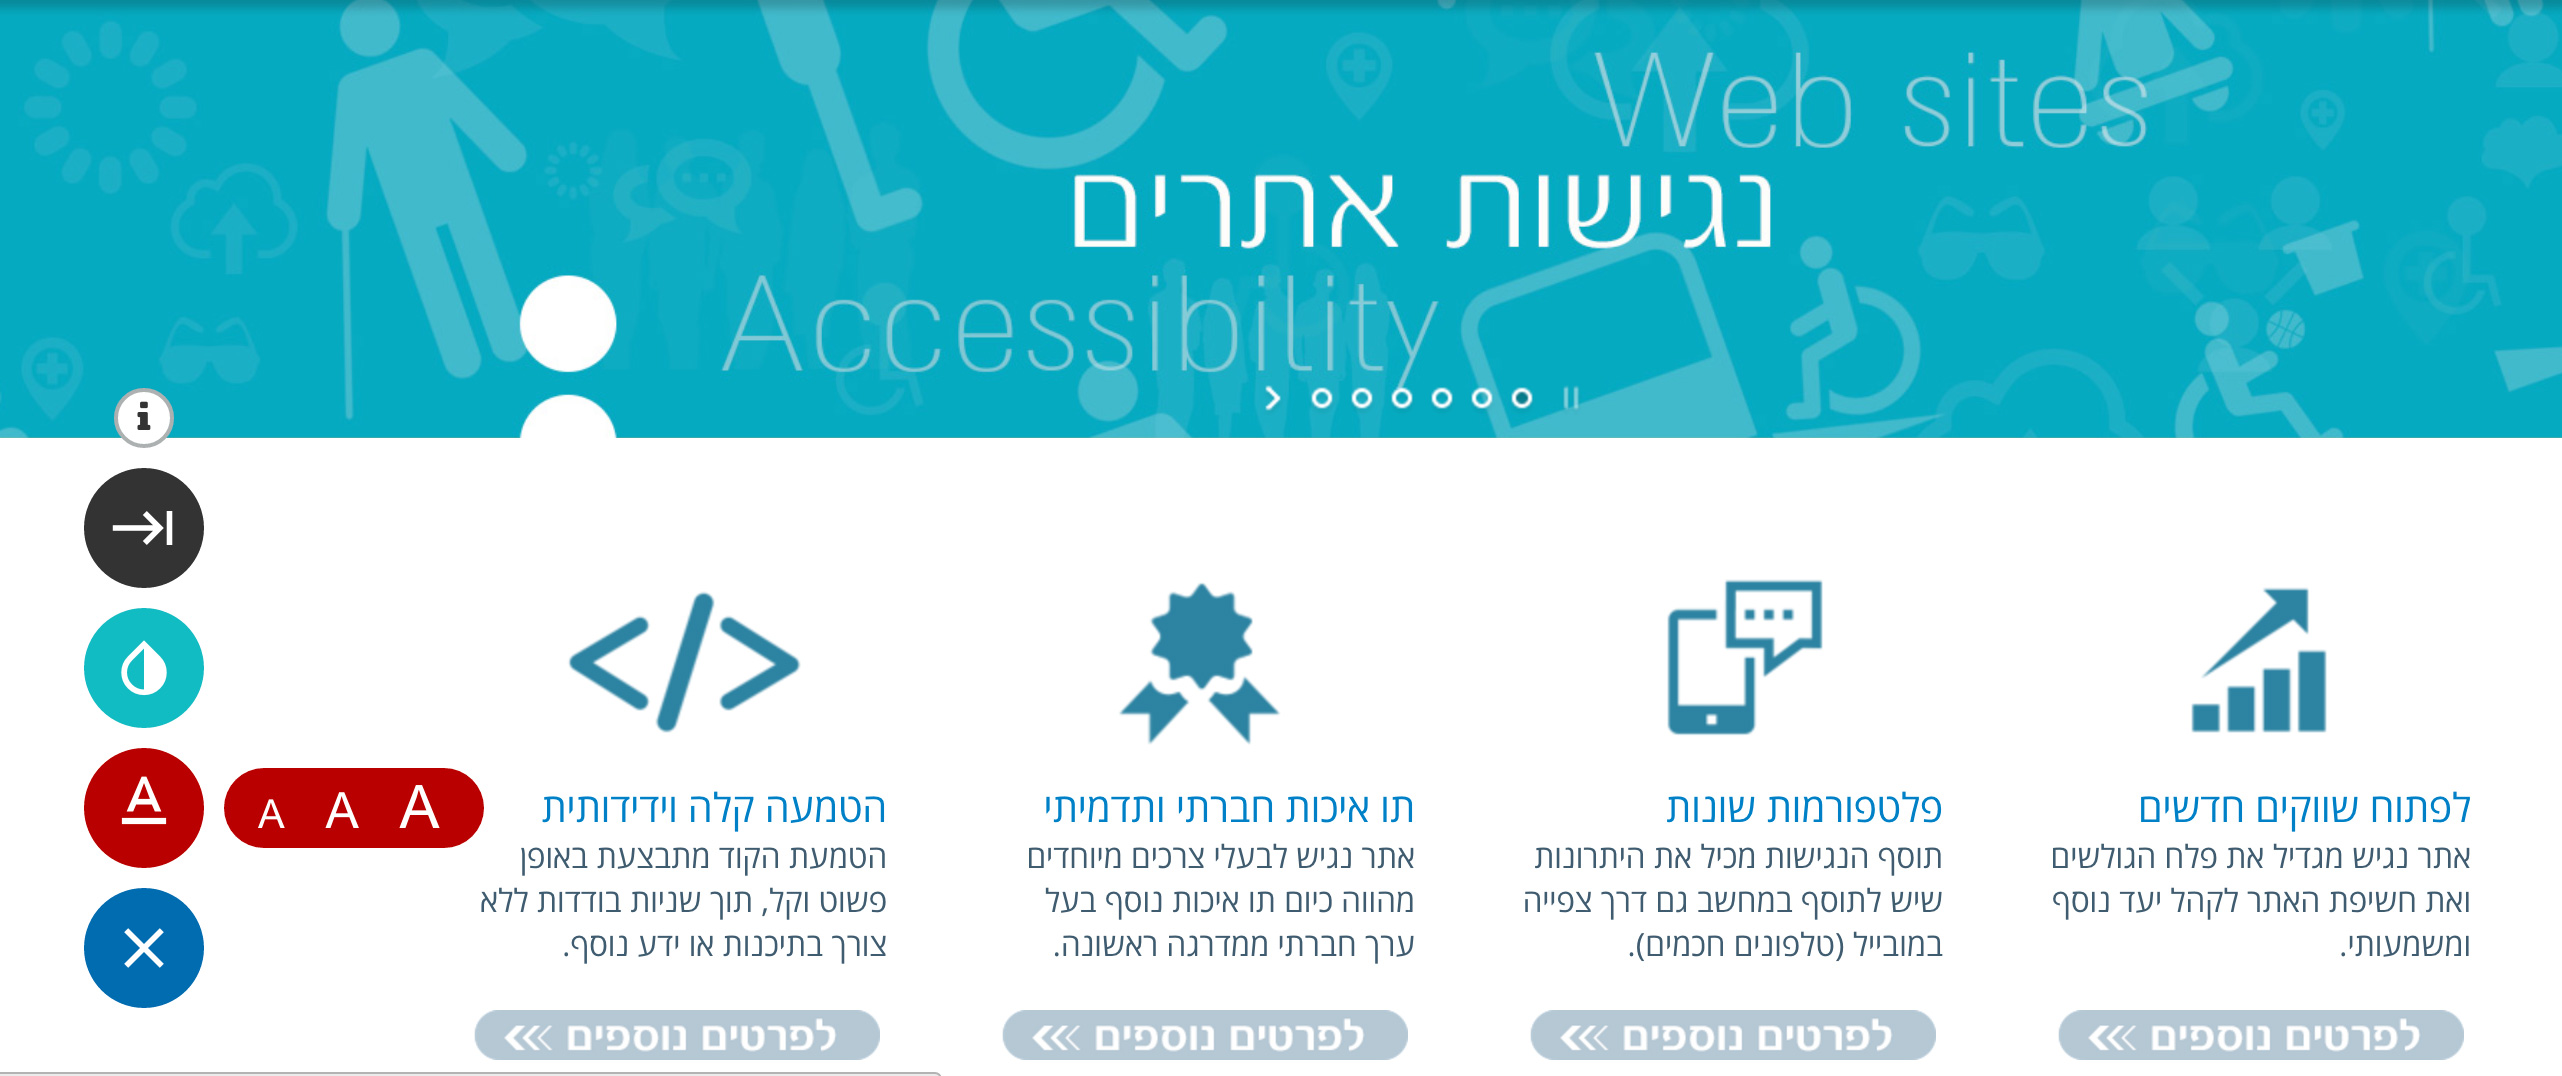 Web sites
נגישות אתרים
Accessibility
לפתוח שווקים חדשים
אתר נגיש מגדיל את פלח הגולשים
ואת חשיפת האתר לקהל יעד נוסף
ומשמעותי.
לפרטים נוספים
פלטפורמות שונות
תוסף הנגישות מכיל את היתרונות
שיש לתוסף במחשב גם דרך צפייה
במובייל (טלפונים חכמים).
לפרטים נוספים
תו איכות חברתי ותדמיתי
אתר נגיש לבעלי צרכים מיוחדים
מהווה כיום תו איכות נוסף בעל
ערך חברתי ממדרגה ראשונה.
לפרטים נוספים
הטמעה קלה וידידותית
הטמעת הקוד מתבצעת באופן
פשוט וקל, תוך שניות בודדות ללא
צורך בתיכנות או ידע נוסף.
לפרטים נוספים
i
A
A A A